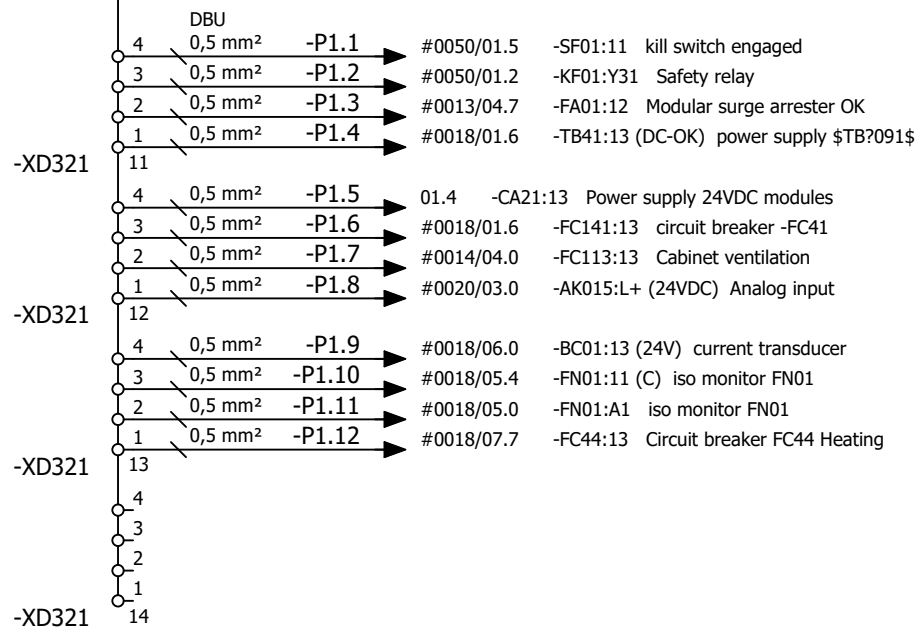 DBU
4 0,5 mm² -P1.1 #0050/01.5 -SF01:11 kill switch engaged
3 0,5 mm² -P1.2 #0050/01.2 -KF01:Y31 Safety relay
2 0,5 mm² -P1.3 #0013/04.7 -FA01:12 Modular surge arrester OK
1 0,5 mm² -P1.4 #0018/01.6 -TB41:13 (DC-OK) power supply $TB?091$
-XD321 11
4 0,5 mm² -P1.5 01.4 -CA21:13 Power supply 24VDC modules
3 0,5 mm² -P1.6 #0018/01.6 -FC141:13 circuit breaker -FC41
2 0,5 mm² -P1.7 #0014/04.0 -FC113:13 Cabinet ventilation
1 0,5 mm² -P1.8 #0020/03.0 -AK015:L+ (24VDC) Analog input
-XD321 12
4 0,5 mm² -P1.9 #0018/06.0 -BC01:13 (24V) current transducer
3 0,5 mm² -P1.10 #0018/05.4 -FN01:11 (C) iso monitor FN01
2 0,5 mm² -P1.11 #0018/05.0 -FN01:A1 iso monitor FN01
1 0,5 mm² -P1.12 #0018/07.7 -FC44:13 Circuit breaker FC44 Heating
-XD321 13
4
3
2
1
-XD321 14